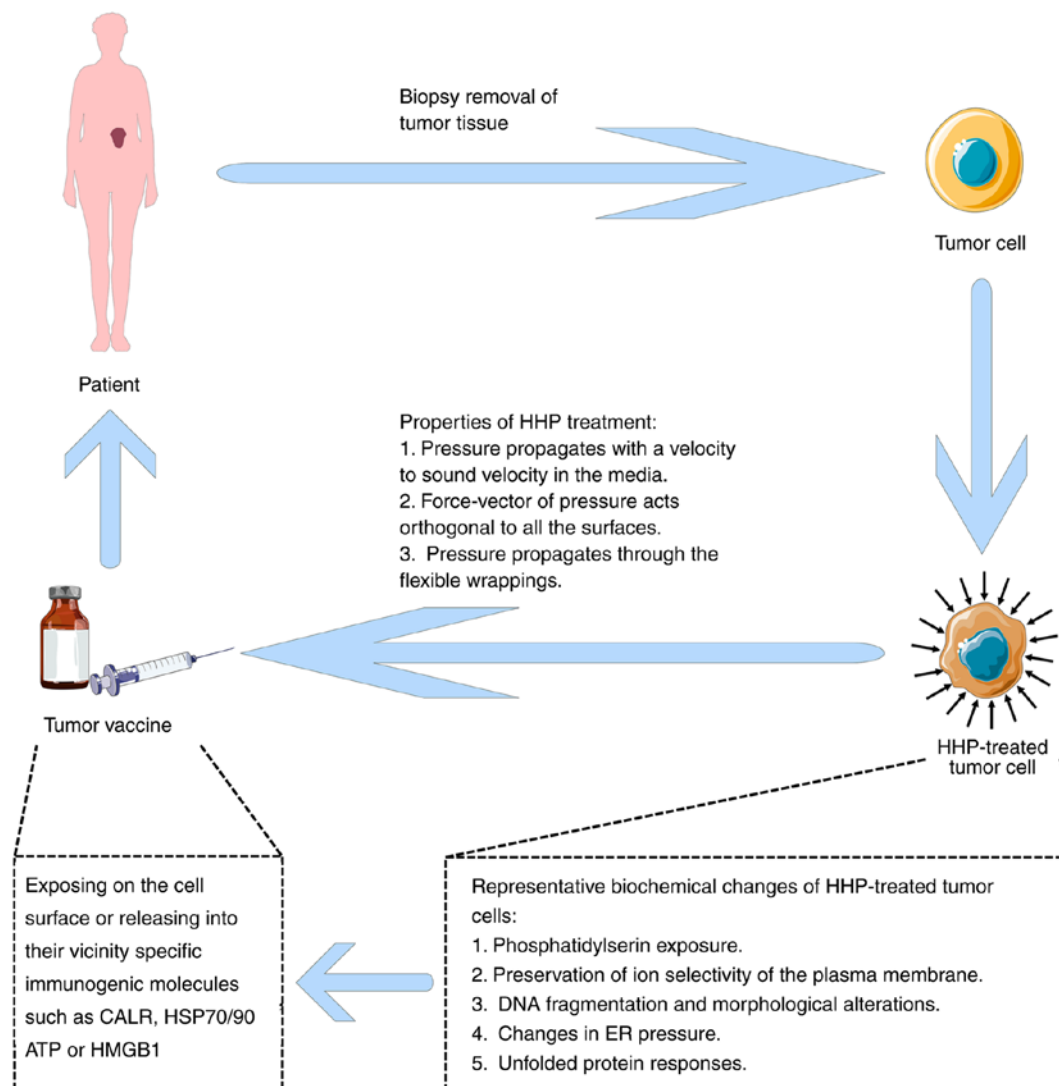 Biopsy removal of
tumor tissue
Tumor cell
Patient
Properties of HHP treatment:
1. Pressure propagates with a velocity
to sound velocity in the media.
2. Force-vector of pressure acts
orthogonal to all the surfaces.
3. Pressure propagates through the
flexible wrappings.
Tumor vaccine
HHP-treated
tumor cell
Exposing on the cell
surface or releasing into
their vicinity specific
immunogenic molecules
such as CALR, HSP70/90
ATP or HMGB1
Representative biochemical changes of HHP-treated tumor
cells:
1. Phosphatidylserin exposure.
2. Preservation of ion selectivity of the plasma membrane.
3. DNA fragmentation and morphological alterations.
4. Changes in ER pressure.
5. Unfolded protein responses.